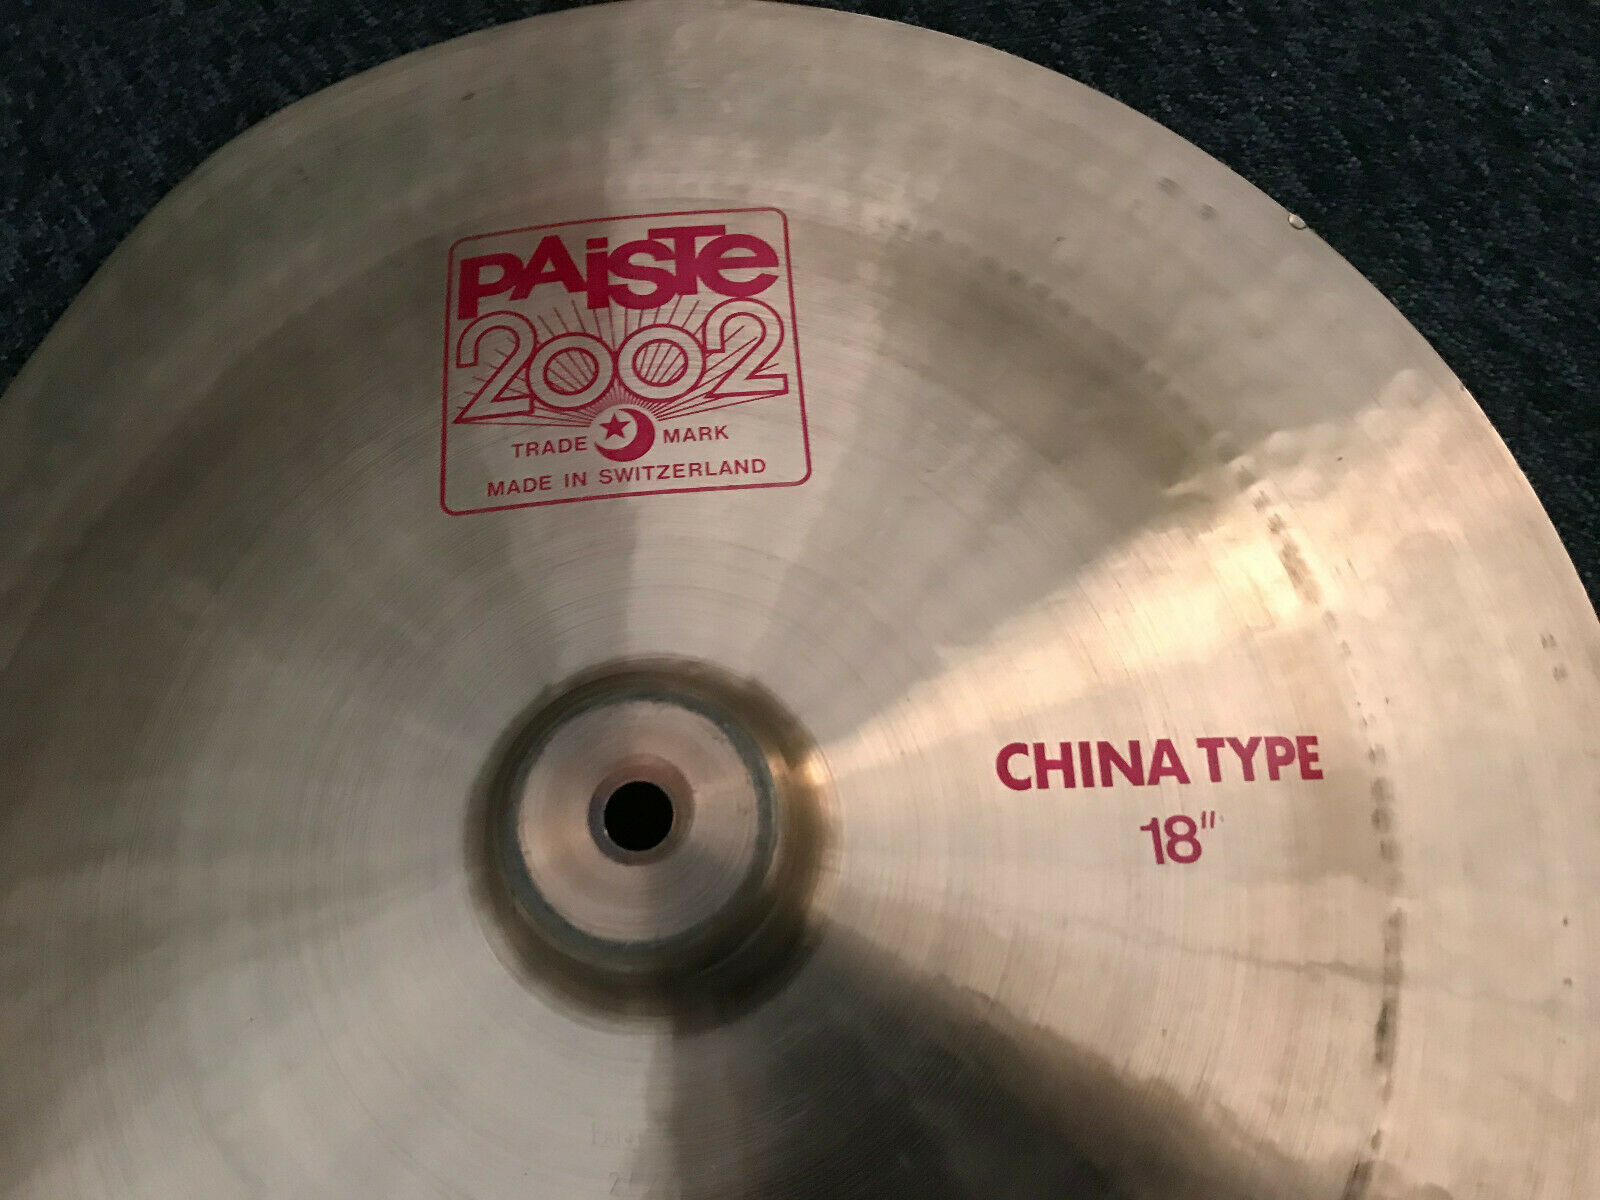 PAiSTe
2002
TRADE MARK
MADE IN SWITZERLAND
CHINA TYPE
18"